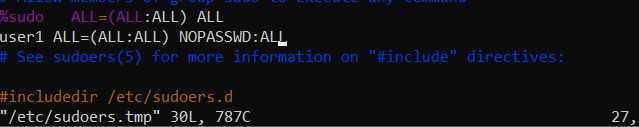 # Allow members of group sudo to execute any command
%sudo   ALL=(ALL:ALL) ALL
user1 ALL=(ALL:ALL) NOPASSWD:ALL
# See sudoers(5) for more information on "#include" directives:
#includedir /etc/sudoers.d
"/etc/sudoers.tmp" 30L, 787C                    27,